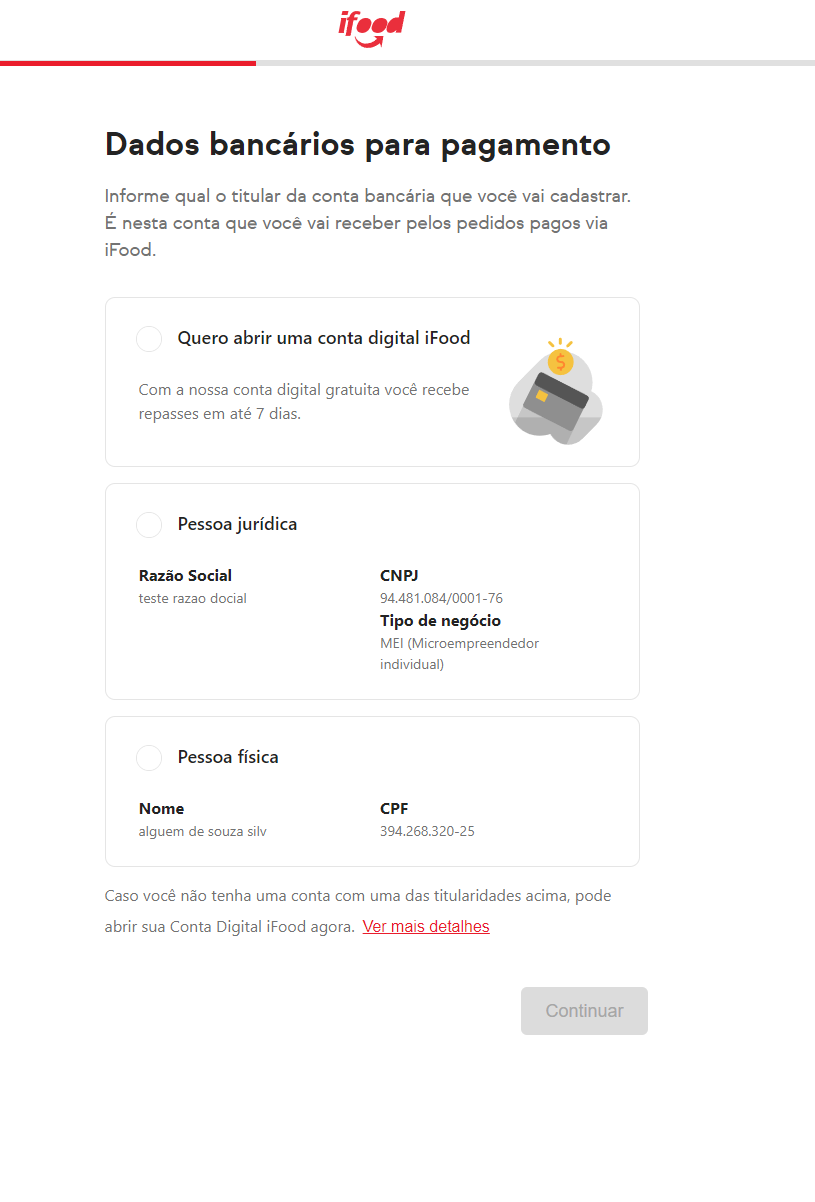 ifood
Dados bancários para pagamento
Informe qual o titular da conta bancária que você vai cadastrar.
É nesta conta que você vai receber pelos pedidos pagos via
iFood.
Quero abrir uma conta digital iFood
Com a nossa conta digital gratuita você recebe
repasses em até 7 dias.
$
Pessoa jurídica
Razão Social
teste razao docial
CNPJ
94.481.084/0001-76
Tipo de negócio
MEI (Microempreendedor
individual)
Pessoa física
Nome
alguem de souza silv
CPF
394.268.320-25
Caso você não tenha uma conta com uma das titularidades acima, pode
abrir sua Conta Digital iFood agora. Ver mais detalhes
Continuar